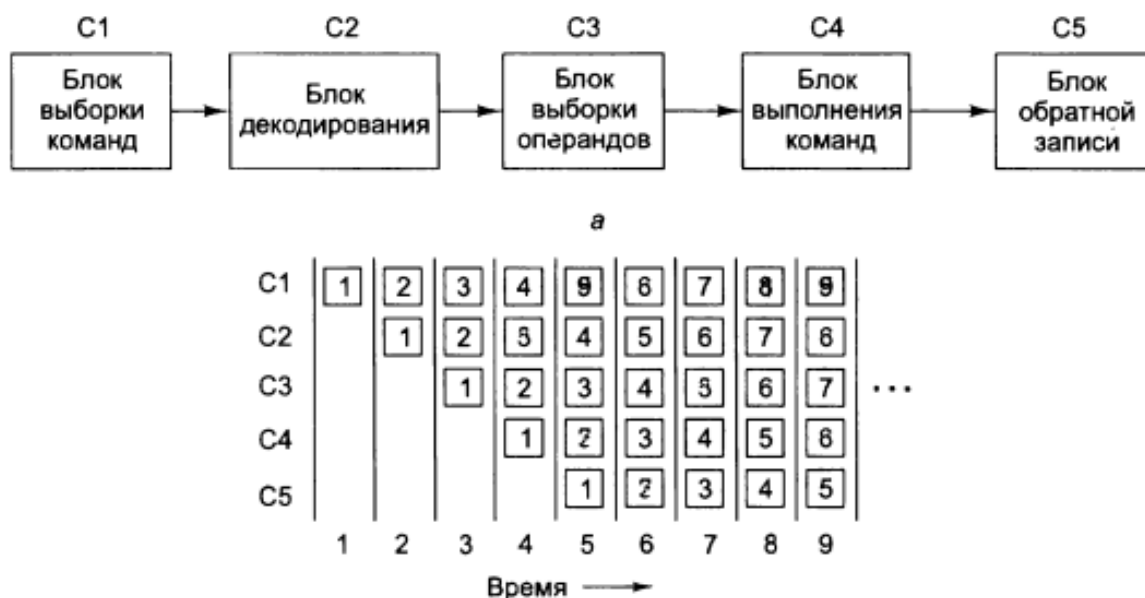 C1 C2 C3 C4 C5
Блок
выборки
команд
Блок
декодирования
Блок
выборки
операндов
Блок
выполнения
команд
Блок
обратной
записи
а
C1 1 2 3 4 6 7 8 9
C2 1 2 4 5 6 7
C3 1 2 3 4 6 7 ...
C4 1 2 3 4 5 6
C5 1 2 3 4 5
1 2 3 4 5 6 7 8 9
Время